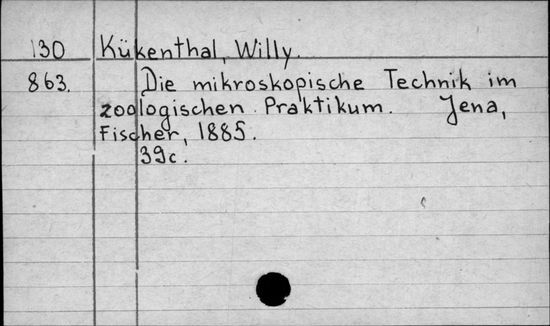 130 Kükenthal, Willy.
863. Die mikroskopische Technik im
zoologischen Praktikum. Jena,
Fischer, 1885.
39c.